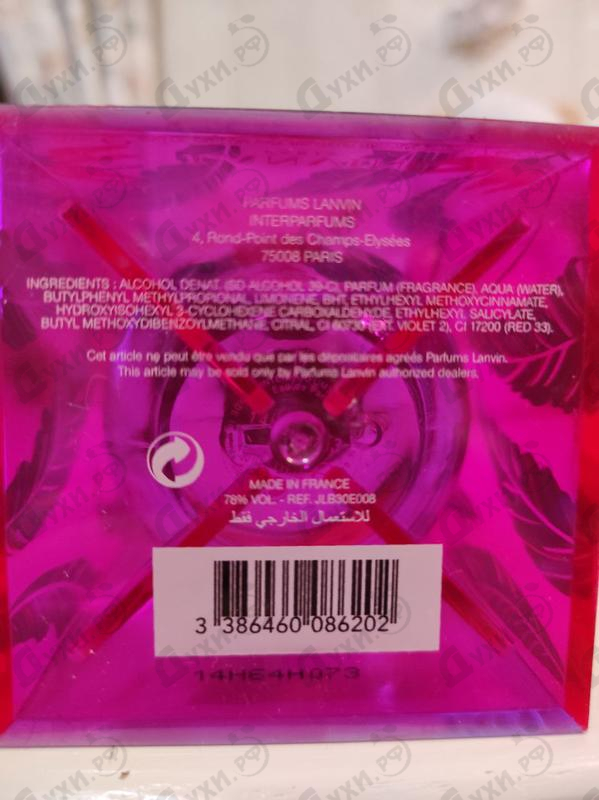 PARFUMS LANVIN
INTERPARFUMS
4, Rond-Point des Champs-Elysées
75008 PARIS
INGREDIENTS : ALCOHOL DENAT. (SD ALCOHOL 39-C), PARFUM (FRAGRANCE), AQUA (WATER),
BUTYLPHENYL METHYLPROPIONAL, LIMONENE, BHT, ETHYLHEXYL METHOXYCINNAMATE,
HYDROXYISOHEXYL 3-CYCLOHEXENE CARBOXALDEHYDE, ETHYLHEXYL SALICYLATE,
BUTYL METHOXYDIBENZOYLMETHANE, CITRAL, CI 60730 (EXT. VIOLET 2), CI 17200 (RED 33).
Cet article ne peut être vendu que par les dépositaires agréés Parfums Lanvin.
This article may be sold only by Parfums Lanvin authorized dealers.
MADE IN FRANCE
78% VOL. - REF. JLB30E008
للاستعمال الخارجي فقط
3 386460 086202
14H64H073
Духи.РФ